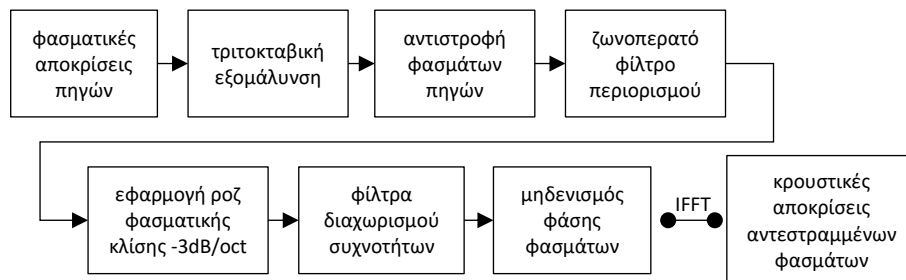 φασματικές
αποκρίσεις
πηγών
τριτοκταβική
εξομάλυνση
αντιστροφή
φασμάτων
πηγών
ζωνοπερατό
φίλτρο
περιορισμού
εφαρμογή ροζ
φασματικής
κλίσης -3dB/oct
φίλτρα
διαχωρισμού
συχνοτήτων
μηδενισμός
φάσης
φασμάτων
IFFT
κρουστικές
αποκρίσεις
αντεστραμμένων
φασμάτων